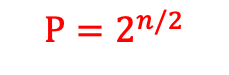 P = 2^{n/2}